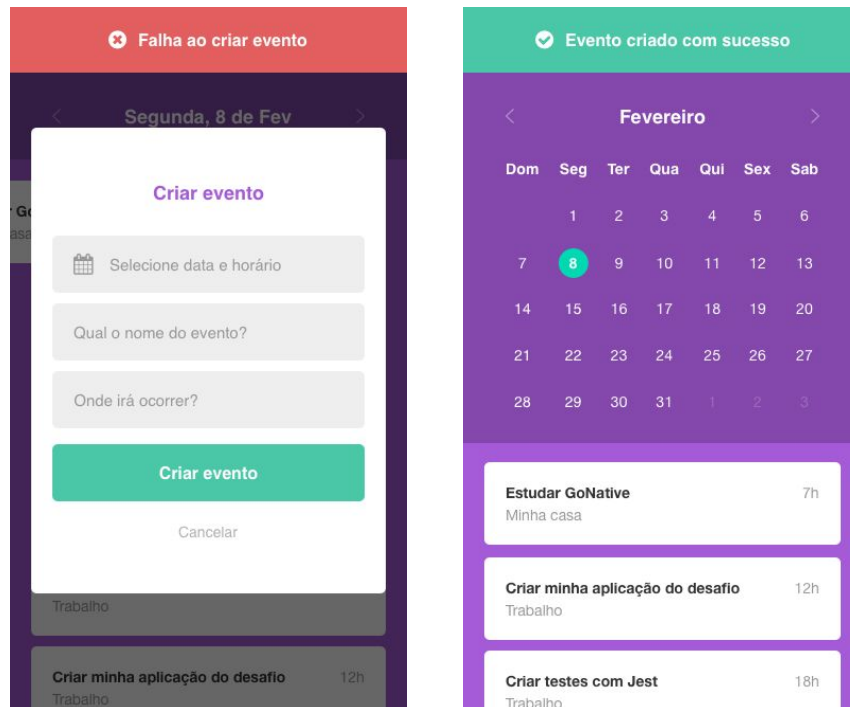 Falha ao criar evento
Segunda, 8 de Fev
Criar evento
Selecione data e horário
Qual o nome do evento?
Onde irá ocorrer?
Criar evento
Cancelar
Trabalho
Criar minha aplicação do desafio 12h
Trabalho
Evento criado com sucesso
Fevereiro
Dom Seg Ter Qua Qui Sex Sab
1 2 3 4 5 6
7 8 9 10 11 12 13
14 15 16 17 18 19 20
21 22 23 24 25 26 27
28 29 30 31 1 2 3
Estudar GoNative 7h
Minha casa
Criar minha aplicação do desafio 12h
Trabalho
Criar testes com Jest 18h
Trabalho